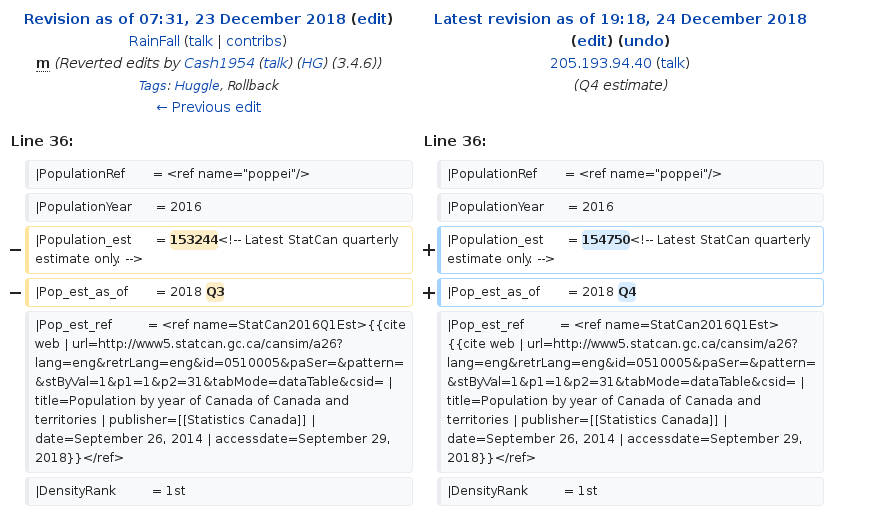 Revision as of 07:31, 23 December 2018 (edit)
RainFall (talk | contribs)
m (Reverted edits by Cash1954 (talk) (HG) (3.4.6))
Tags: Huggle, Rollback
← Previous edit
Latest revision as of 19:18, 24 December 2018
(edit) (undo)
205.193.94.40 (talk)
(Q4 estimate)
Line 36:
Line 36:
|PopulationRef = <ref name="poppei"/>
|PopulationRef = <ref name="poppei"/>
|PopulationYear = 2016
|PopulationYear = 2016
− |Population_est = 153244<!-- Latest StatCan quarterly
estimate only. -->
+ |Population_est = 154750<!-- Latest StatCan quarterly
estimate only. -->
− |Pop_est_as_of = 2018 Q3
+ |Pop_est_as_of = 2018 Q4
|Pop_est_ref = <ref name=StatCan2016Q1Est>{{cite
web | url=http://www5.statcan.gc.ca/cansim/a26?
lang=eng&retrLang=eng&id=0510005&paSer=&pattern=
&stByVal=1&p1=1&p2=31&tabMode=dataTable&csid= |
title=Population by year of Canada of Canada and
territories | publisher=[[Statistics Canada]] |
date=September 26, 2014 | accessdate=September 29,
2018}}</ref>
|Pop_est_ref = <ref name=StatCan2016Q1Est>
{{cite web | url=http://www5.statcan.gc.ca/cansim/a26?
lang=eng&retrLang=eng&id=0510005&paSer=&pattern=
&stByVal=1&p1=1&p2=31&tabMode=dataTable&csid= |
title=Population by year of Canada of Canada and
territories | publisher=[[Statistics Canada]] |
date=September 26, 2014 | accessdate=September 29,
2018}}</ref>
|DensityRank = 1st
|DensityRank = 1st